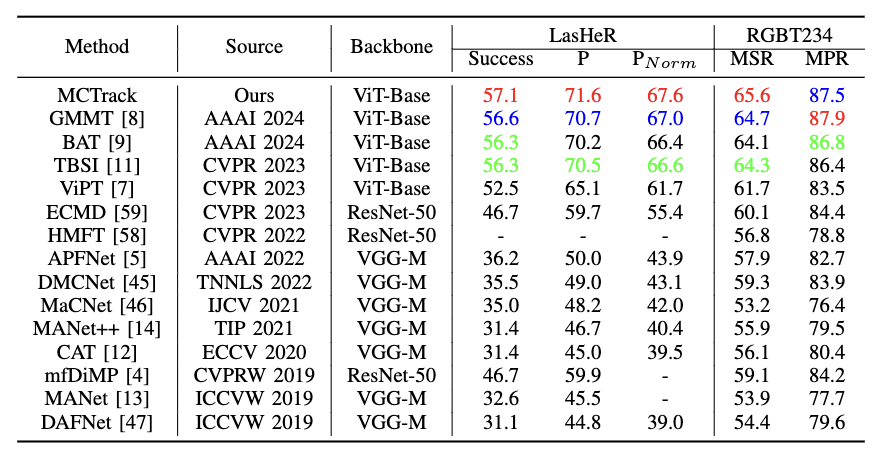 Method Source Backbone LasHeR RGBT234
Success P P_Norm MSR MPR
MCTrack Ours ViT-Base 57.1 71.6 67.6 65.6 87.5
GMMT [8] AAAI 2024 ViT-Base 56.6 70.7 67.0 64.7 87.9
BAT [9] AAAI 2024 ViT-Base 56.3 70.2 66.4 64.1 86.8
TBSI [11] CVPR 2023 ViT-Base 56.3 70.5 66.6 64.3 86.4
ViPT [7] CVPR 2023 ViT-Base 52.5 65.1 61.7 61.7 83.5
ECMD [59] CVPR 2023 ResNet-50 46.7 59.7 55.4 60.1 84.4
HMFT [58] CVPR 2022 ResNet-50 - - - 56.8 78.8
APFNet [5] AAAI 2022 VGG-M 36.2 50.0 43.9 57.9 82.7
DMCNet [45] TNNLS 2022 VGG-M 35.5 49.0 43.1 59.3 83.9
MaCNet [46] IJCV 2021 VGG-M 35.0 48.2 42.0 53.2 76.4
MANet++ [14] TIP 2021 VGG-M 31.4 46.7 40.4 55.9 79.5
CAT [12] ECCV 2020 VGG-M 31.4 45.0 39.5 56.1 80.4
mfDiMP [4] CVPRW 2019 ResNet-50 46.7 59.9 - 59.1 84.2
MANet [13] ICCVW 2019 VGG-M 32.6 45.5 - 53.9 77.7
DAFNet [47] ICCVW 2019 VGG-M 31.1 44.8 39.0 54.4 79.6